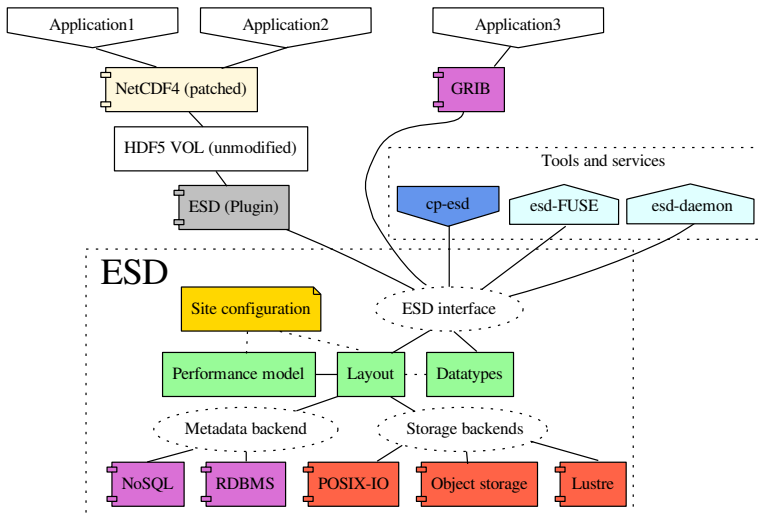 Application1
Application2
Application3
NetCDF4 (patched)
GRIB
HDF5 VOL (unmodified)
Tools and services
ESD (Plugin)
cp-esd
esd-FUSE
esd-daemon
ESD
Site configuration
ESD interface
Performance model
Layout
Datatypes
Metadata backend
Storage backends
NoSQL
RDBMS
POSIX-IO
Object storage
Lustre